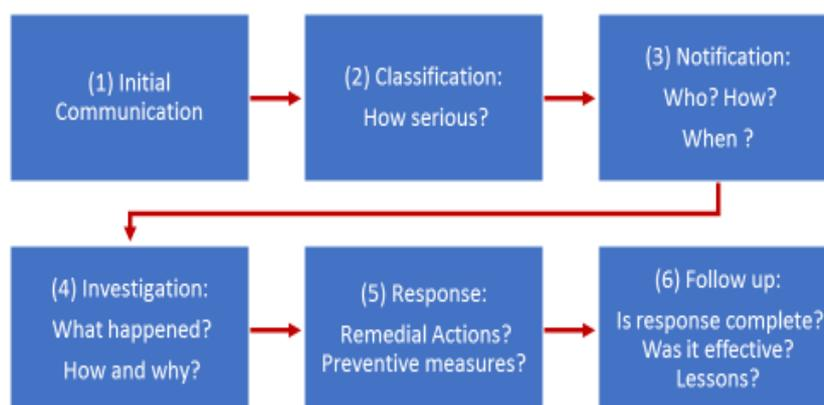 (1) Initial
Communication
(2) Classification:
How serious?
(3) Notification:
Who? How?
When ?
(4) Investigation:
What happened?
How and why?
(5) Response:
Remedial Actions?
Preventive measures?
(6) Follow up:
Is response complete?
Was it effective?
Lessons?